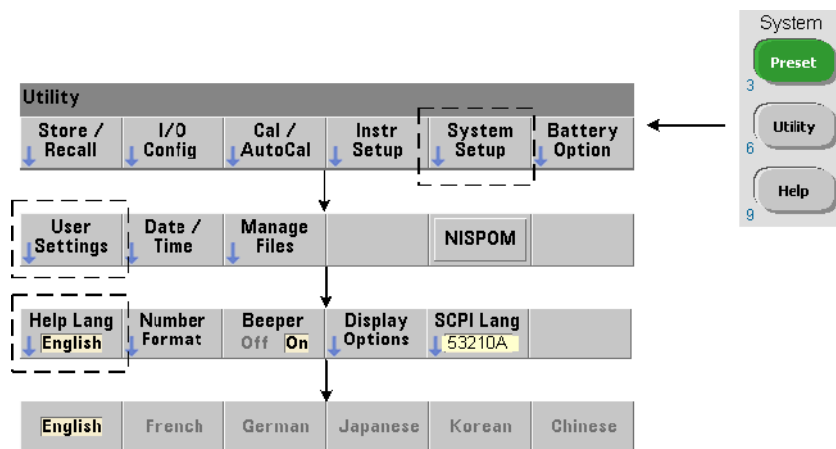 System
Preset
3
Utility
6
Help
9
Utility
Store / Recall
I/O Config
Cal / AutoCal
Instr Setup
System Setup
Battery Option
User Settings
Date / Time
Manage Files
NISPOM
Help Lang
English
Number Format
Beeper
Off On
Display Options
SCPI Lang
53210A
English
French
German
Japanese
Korean
Chinese